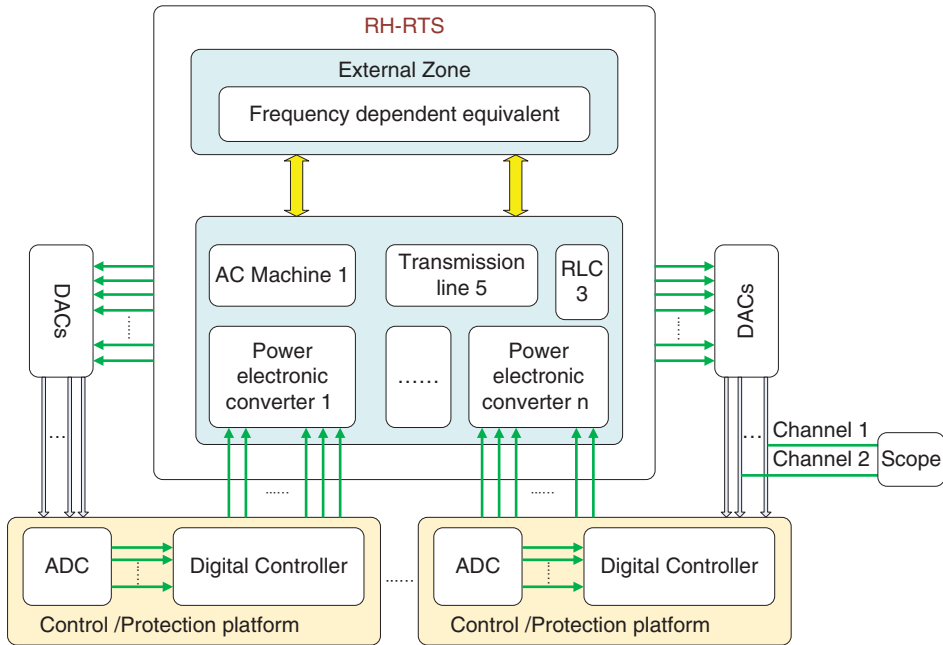 RH-RTS
External Zone
Frequency dependent equivalent
AC Machine 1
Transmission
line 5
RLC
3
Power
electronic
converter 1
......
Power
electronic
converter n
DACs
......
DACs
......
...
...
Channel 1
Channel 2
Scope
......
......
ADC
......
Digital Controller
Control /Protection platform
......
ADC
......
Digital Controller
Control /Protection platform